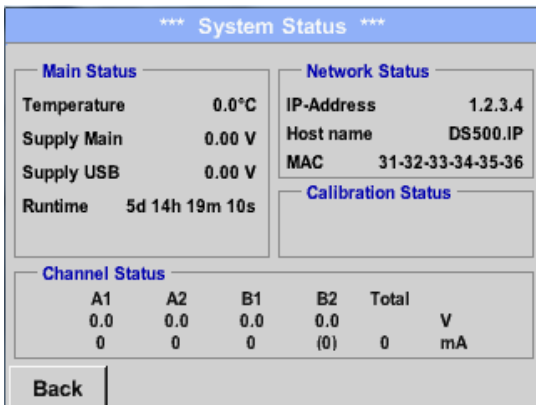 *** System Status ***
Main Status
Temperature 0.0°C
Supply Main 0.00 V
Supply USB 0.00 V
Runtime 5d 14h 19m 10s
Network Status
IP-Address 1.2.3.4
Host name DS500.IP
MAC 31-32-33-34-35-36
Calibration Status
Channel Status
A1 A2 B1 B2 Total
0.0 0.0 0.0 0.0 V
0 0 0 (0) 0 mA
Back